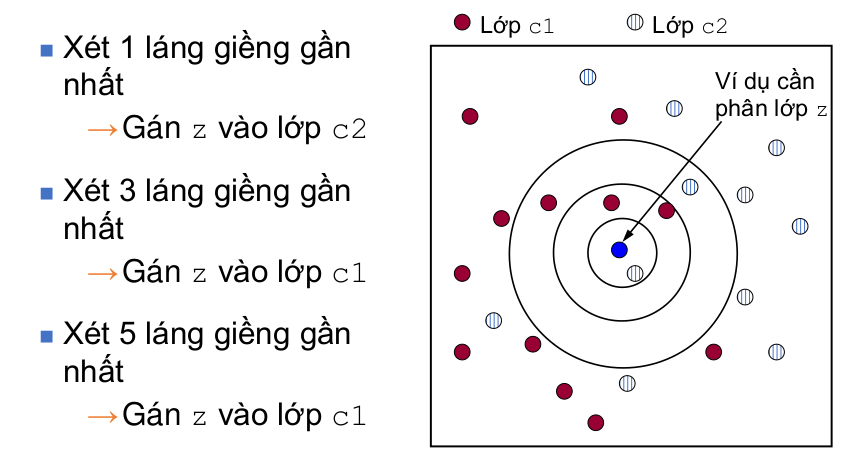 Xét 1 láng giềng gần
nhất
→Gán z vào lớp c2
Xét 3 láng giềng gần
nhất
→Gán z vào lớp c1
Xét 5 láng giềng gần
nhất
→Gán z vào lớp c1
Lớp c1
Lớp c2
Ví dụ cần
phân lớp z